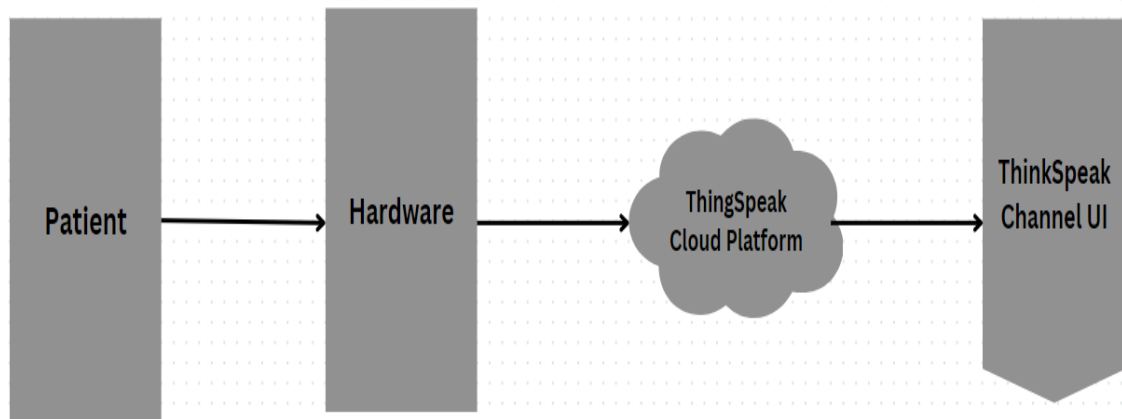 Patient
Hardware
ThingSpeak
Cloud Platform
ThinkSpeak
Channel UI